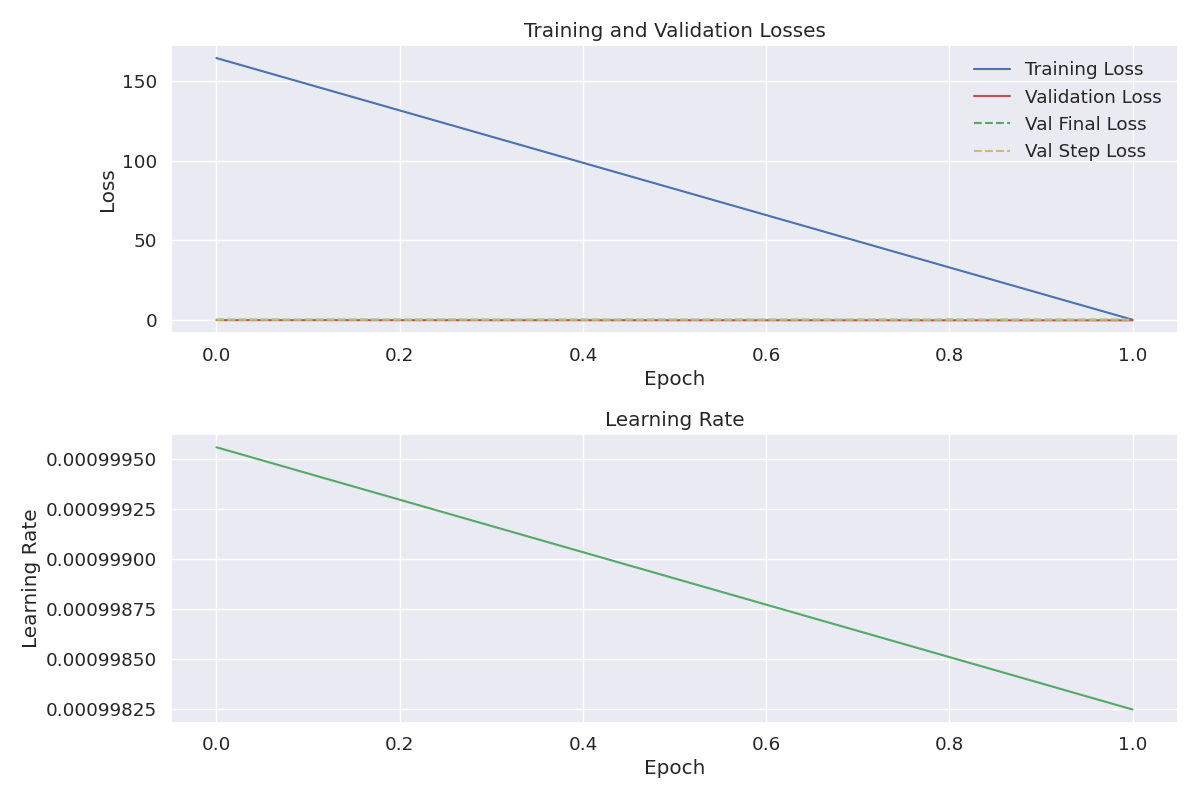 Training and Validation Losses
Training Loss
Validation Loss
Val Final Loss
Val Step Loss
150
100
50
0
Loss
0.0 0.2 0.4 0.6 0.8 1.0
Epoch
Learning Rate
0.00099950
0.00099925
0.00099900
0.00099875
0.00099850
0.00099825
Learning Rate
0.0 0.2 0.4 0.6 0.8 1.0
Epoch